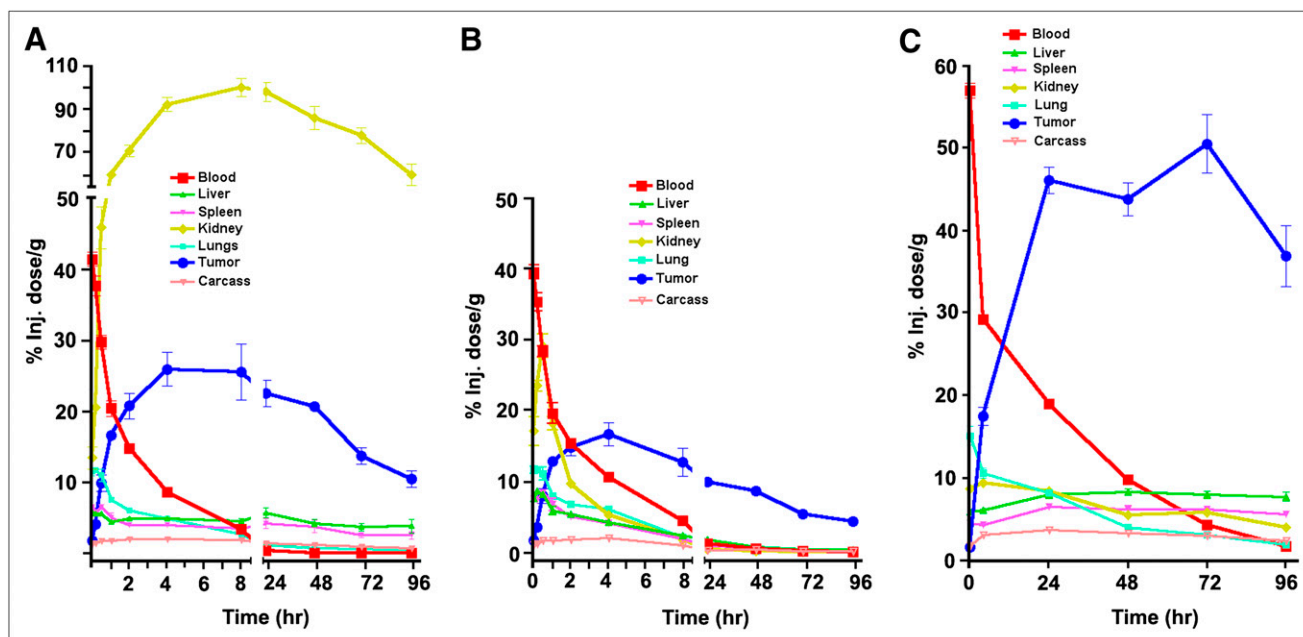 A
% Inj. dose/g
110
90
70
50
40
30
20
10
Blood
Liver
Spleen
Kidney
Lungs
Tumor
Carcass
2 4 8 24 48 72 96
Time (hr)
B
% Inj. dose/g
50
40
30
20
10
0
Blood
Liver
Spleen
Kidney
Lung
Tumor
Carcass
0 2 4 8 24 48 72 96
Time (hr)
C
% Inj. dose/g
60
50
40
30
20
10
0
Blood
Liver
Spleen
Kidney
Lung
Tumor
Carcass
0 24 48 72 96
Time (hr)